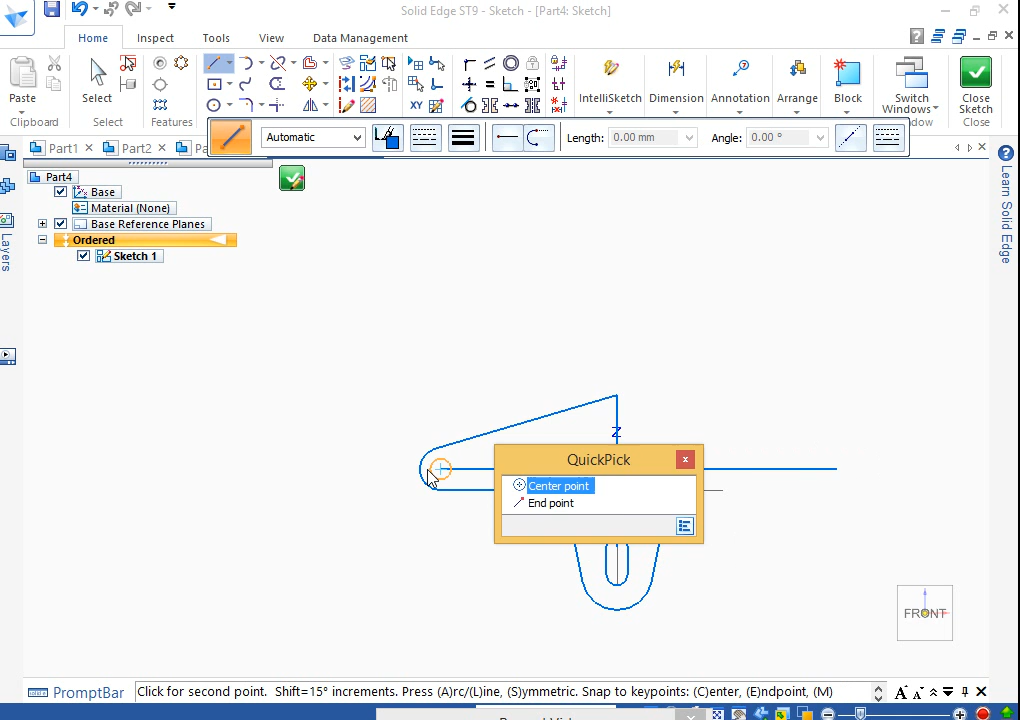 Solid Edge ST9 - Sketch - [Part4: Sketch]
Home Inspect Tools View Data Management
Paste
Clipboard
Select
Select
Features
IntelliSketch
Dimension
Annotation
Arrange
Block
Switch
Windows
Close
Sketch
Close
Automatic
Length: 0.00 mm
Angle: 0.00 °
Part1
Part2
Part4
Base
Material (None)
Base Reference Planes
Ordered
Sketch 1
Layers
Learn Solid Edge
XY
Z
QuickPick
Center point
End point
FRONT
PromptBar
Click for second point. Shift=15° increments. Press (A)rc/(L)ine, (S)ymmetric. Snap to keypoints: (C)enter, (E)ndpoint, (M)